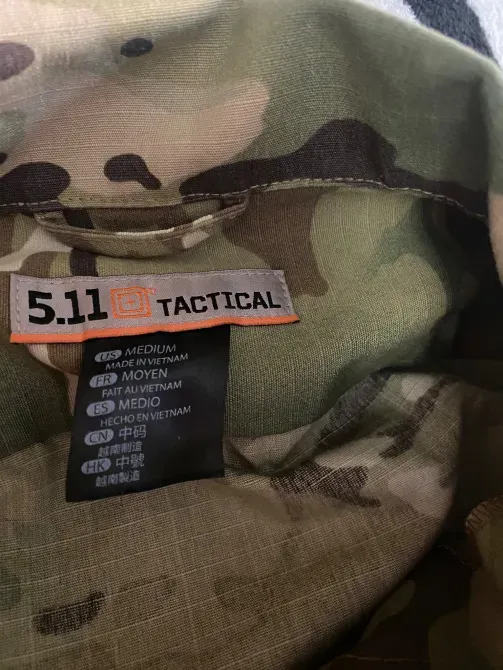 5.11 TACTICAL
US MEDIUM
MADE IN VIETNAM
FR MOYEN
FAIT AU VIETNAM
ES MEDIO
HECHO EN VIETNAM
CN 中码
越南制造
HK 中號
越南製造